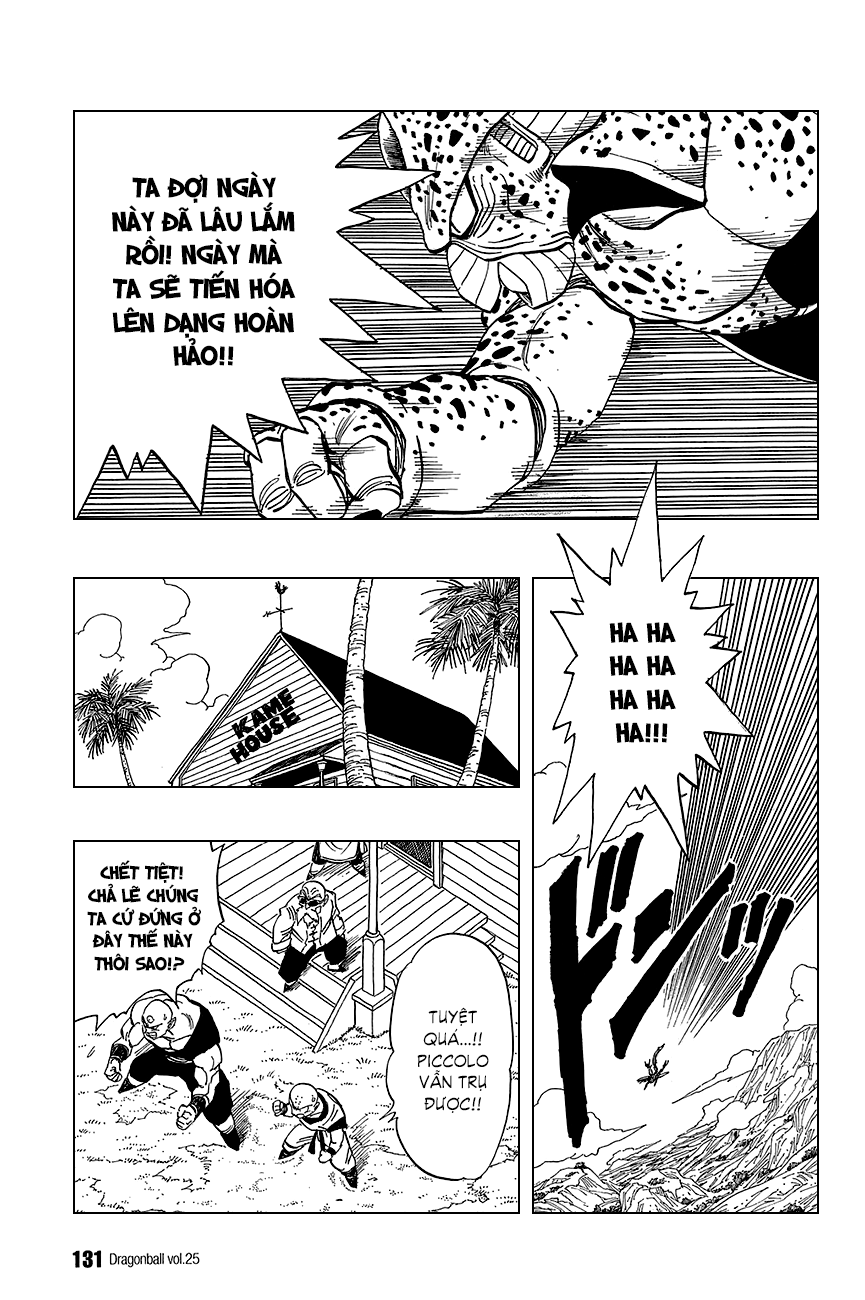 TA ĐỢI NGÀY
NÀY ĐÃ LÂU LẮM
RỒI! NGÀY MÀ
TA SẼ TIẾN HÓA
LÊN DẠNG HOÀN
HẢO!!
HA HA
HA HA
HA HA
HA!!!
ドンッ
KAME
HOUSE
CHẾT TIỆT!
CHẢ LẼ CHÚNG
TA CỨ ĐỨNG Ở
ĐÂY THẾ NÀY
THÔI SAO!?
TUYỆT
QUÁ...!!
PICCOLO
VẪN TRỤ
ĐƯỢC!!
131 Dragonball vol.25